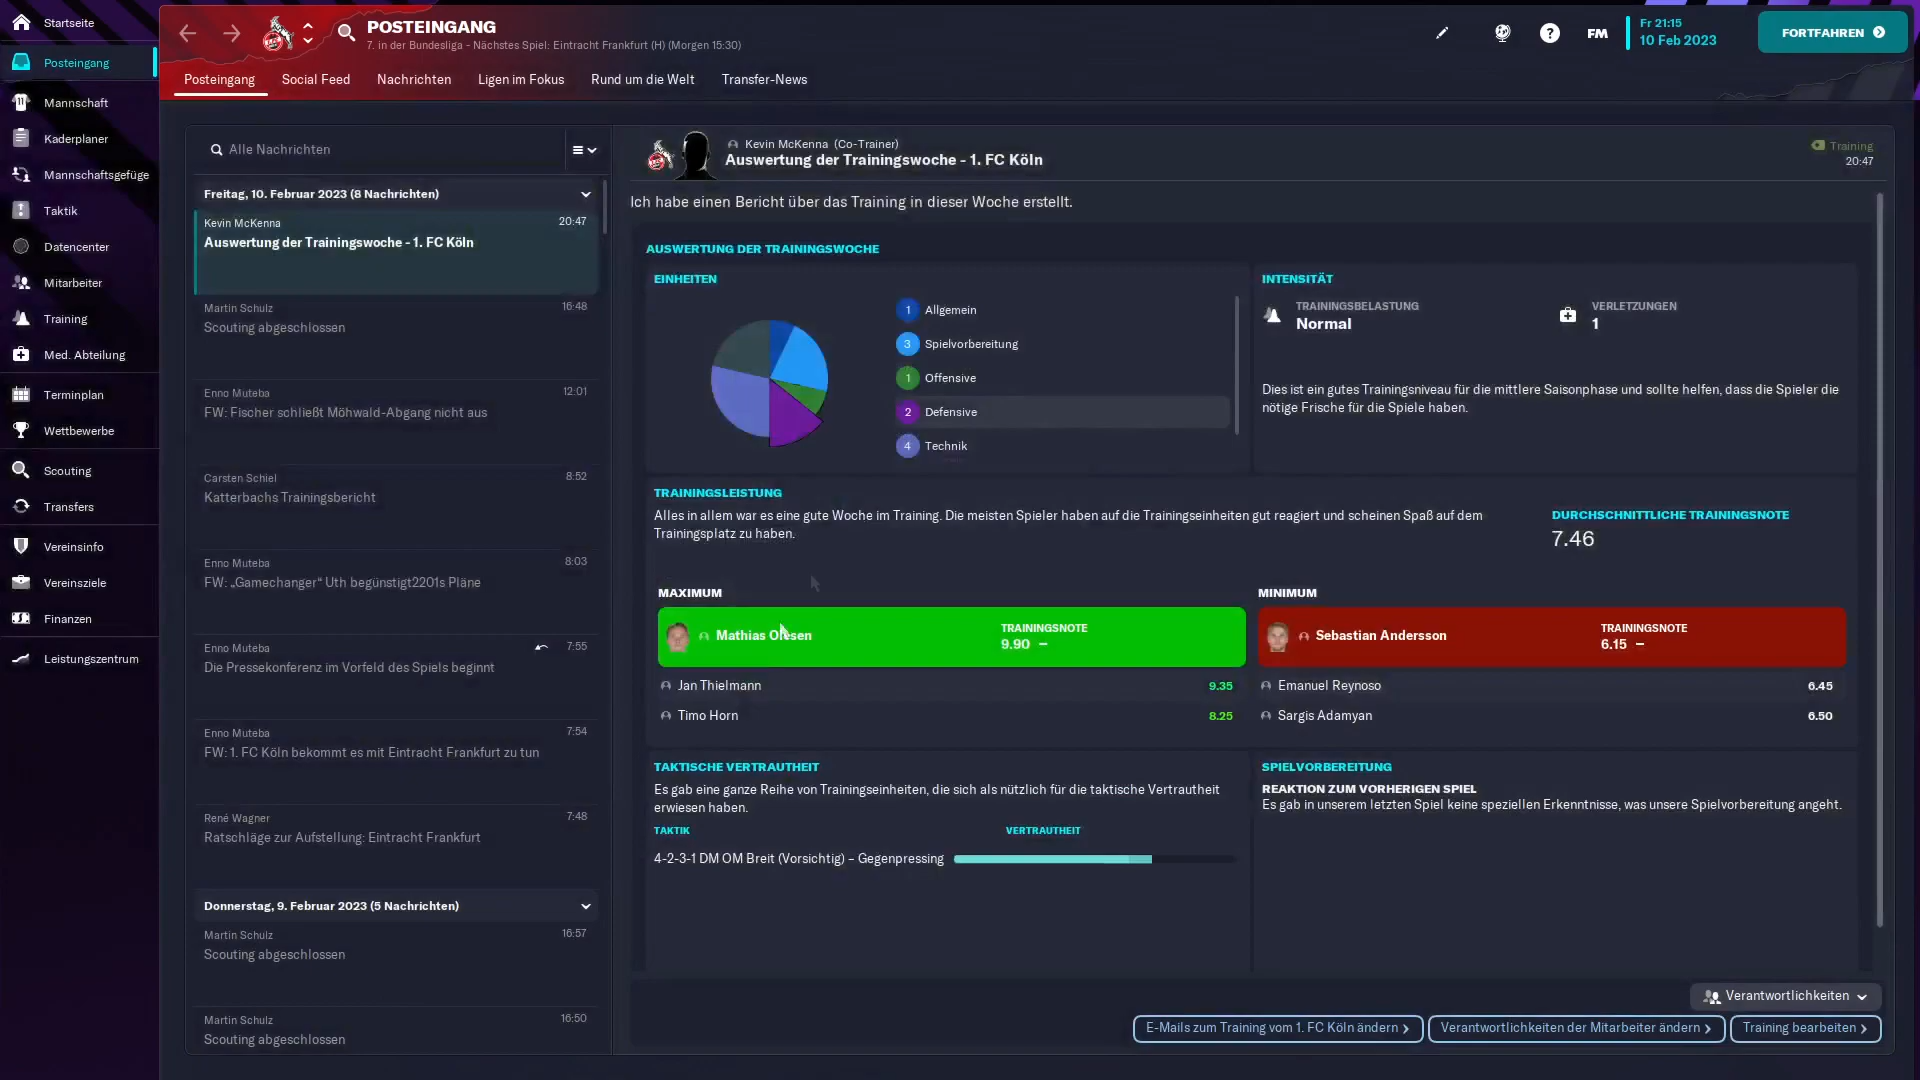 Startseite
Posteingang
Mannschaft
Kaderplaner
Mannschaftsgefüge
Taktik
Datencenter
Mitarbeiter
Training
Med. Abteilung
Terminplan
Wettbewerbe
Scouting
Transfers
Vereinsinfo
Vereinsziele
Finanzen
Leistungszentrum
POSTEINGANG
7. in der Bundesliga - Nächstes Spiel: Eintracht Frankfurt (H) (Morgen 15:30)
FM
Fr 21:15
10 Feb 2023
FORTFAHREN
Posteingang Social Feed Nachrichten Ligen im Fokus Rund um die Welt Transfer-News
Alle Nachrichten
Freitag, 10. Februar 2023 (8 Nachrichten)
Kevin McKenna 20:47
Auswertung der Trainingswoche - 1. FC Köln
Martin Schulz 16:48
Scouting abgeschlossen
Enno Muteba 12:01
FW: Fischer schließt Möhwald-Abgang nicht aus
Carsten Schiel 8:52
Katterbachs Trainingsbericht
Enno Muteba 8:03
FW: „Gamechanger“ Uth begünstigt2201s Pläne
Enno Muteba 7:55
Die Pressekonferenz im Vorfeld des Spiels beginnt
Enno Muteba 7:54
FW: 1. FC Köln bekommt es mit Eintracht Frankfurt zu tun
René Wagner 7:48
Ratschläge zur Aufstellung: Eintracht Frankfurt
Donnerstag, 9. Februar 2023 (5 Nachrichten)
Martin Schulz 16:57
Scouting abgeschlossen
Martin Schulz 16:50
Scouting abgeschlossen
Kevin McKenna (Co-Trainer)
Auswertung der Trainingswoche - 1. FC Köln
Training
20:47
Ich habe einen Bericht über das Training in dieser Woche erstellt.
AUSWERTUNG DER TRAININGSWOCHE
EINHEITEN
1 Allgemein
3 Spielvorbereitung
1 Offensive
2 Defensive
4 Technik
INTENSITÄT
TRAININGSBELASTUNG
Normal
VERLETZUNGEN
1
Dies ist ein gutes Trainingsniveau für die mittlere Saisonphase und sollte helfen, dass die Spieler die
nötige Frische für die Spiele haben.
TRAININGSLEISTUNG
Alles in allem war es eine gute Woche im Training. Die meisten Spieler haben auf die Trainingseinheiten gut reagiert und scheinen Spaß auf dem
Trainingsplatz zu haben.
DURCHSCHNITTLICHE TRAININGSNOTE
7.46
MAXIMUM
Mathias Olesen
TRAININGSNOTE
9.90 –
Jan Thielmann 9.35
Timo Horn 8.25
MINIMUM
Sebastian Andersson
TRAININGSNOTE
6.15 –
Emanuel Reynoso 6.45
Sargis Adamyan 6.50
TAKTISCHE VERTRAUTHEIT
Es gab eine ganze Reihe von Trainingseinheiten, die sich als nützlich für die taktische Vertrautheit
erwiesen haben.
TAKTIK VERTRAUTHEIT
4-2-3-1 DM OM Breit (Vorsichtig) – Gegenpressing
SPIELVORBEREITUNG
REAKTION ZUM VORHERIGEN SPIEL
Es gab in unserem letzten Spiel keine speziellen Erkenntnisse, was unsere Spielvorbereitung angeht.
Verantwortlichkeiten
E-Mails zum Training vom 1. FC Köln ändern
Verantwortlichkeiten der Mitarbeiter ändern
Training bearbeiten